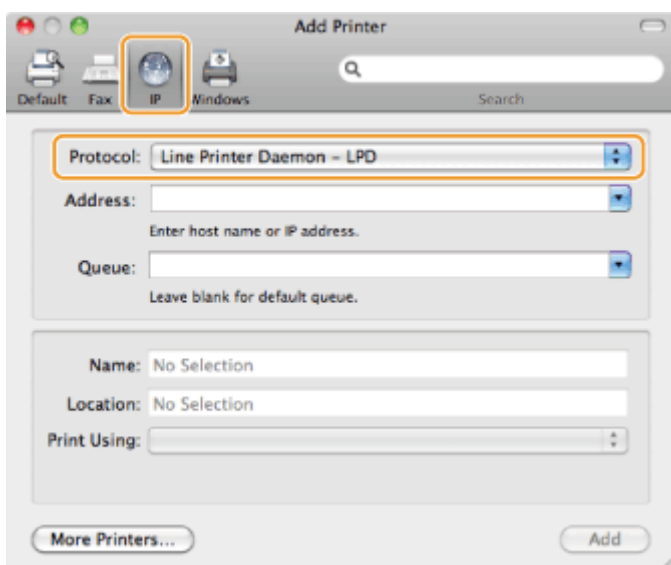 Add Printer
Default Fax IP Windows Search
Protocol: Line Printer Daemon – LPD
Address:
Enter host name or IP address.
Queue:
Leave blank for default queue.
Name: No Selection
Location: No Selection
Print Using:
More Printers... Add